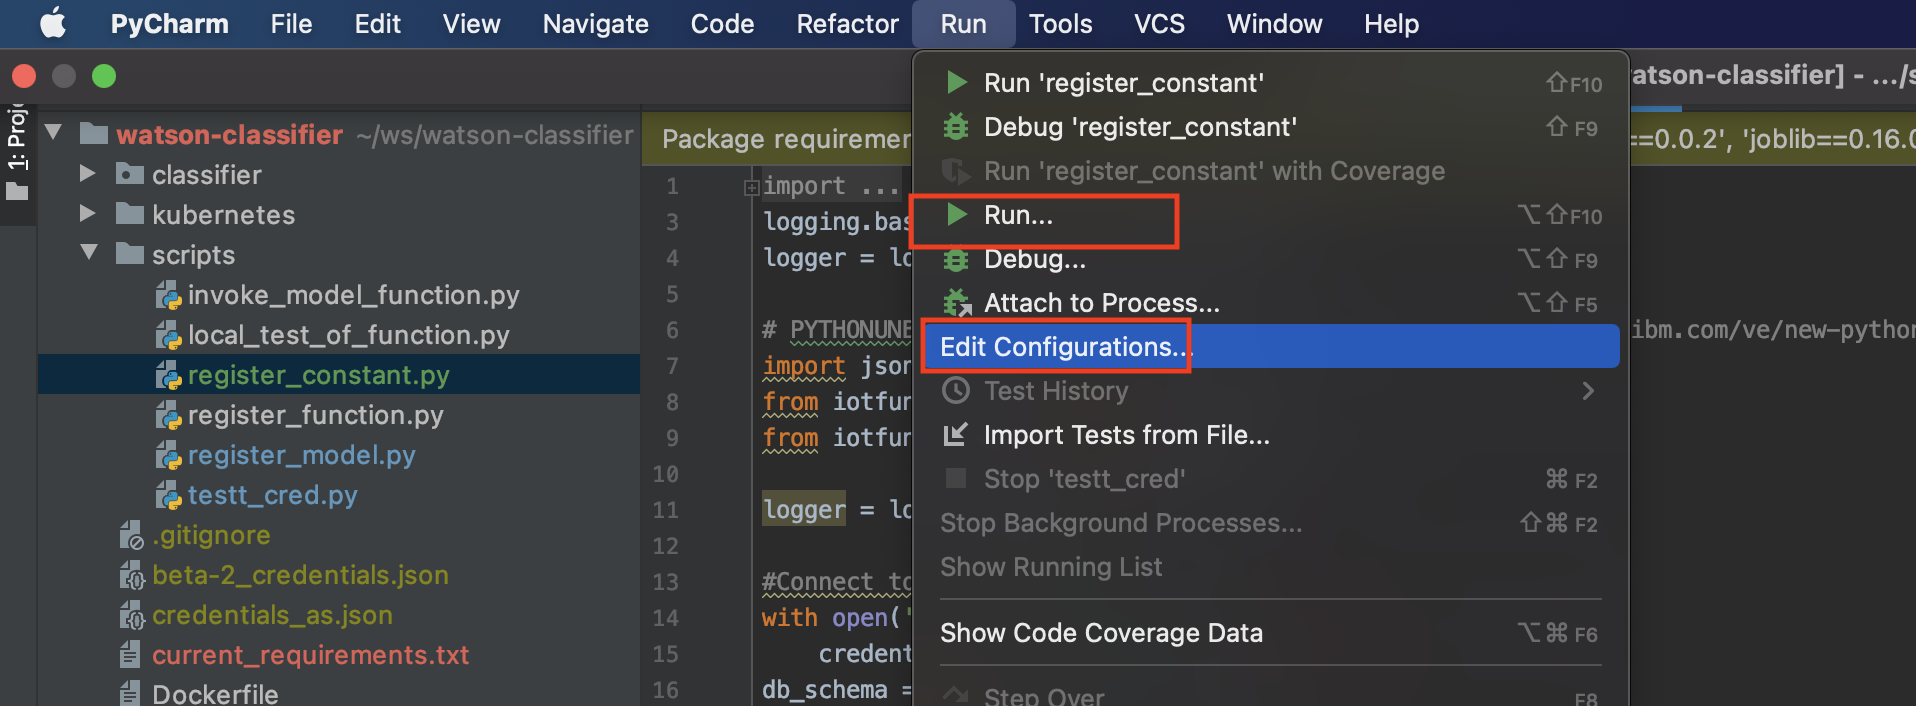 PyCharm File Edit View Navigate Code Refactor Run Tools VCS Window Help
atson-classifier] - .../s
1: Proj
watson-classifier ~/ws/watson-classifier
classifier
kubernetes
scripts
invoke_model_function.py
local_test_of_function.py
register_constant.py
register_function.py
register_model.py
testt_cred.py
.gitignore
beta-2_credentials.json
credentials_as.json
current_requirements.txt
Dockerfile
Package requiremen
==0.0.2', 'joblib==0.16.0
1 import ...
3 logging.bas
4 logger = lo
5
6 # PYTHONUNB
ibm.com/ve/new-python
7 import json
8 from iotfun
9 from iotfun
10
11 logger = lo
12
13 #Connect to
14 with open('
15 credent
16 db_schema =
Run 'register_constant' ⇧F10
Debug 'register_constant' ⇧F9
Run 'register_constant' with Coverage
Run... ⌥⇧F10
Debug... ⌥⇧F9
Attach to Process... ⌥⇧F5
Edit Configurations...
Test History
Import Tests from File...
Stop 'testt_cred' ⌘F2
Stop Background Processes... ⇧⌘F2
Show Running List
Show Code Coverage Data ⌥⌘F6
Step Over F8